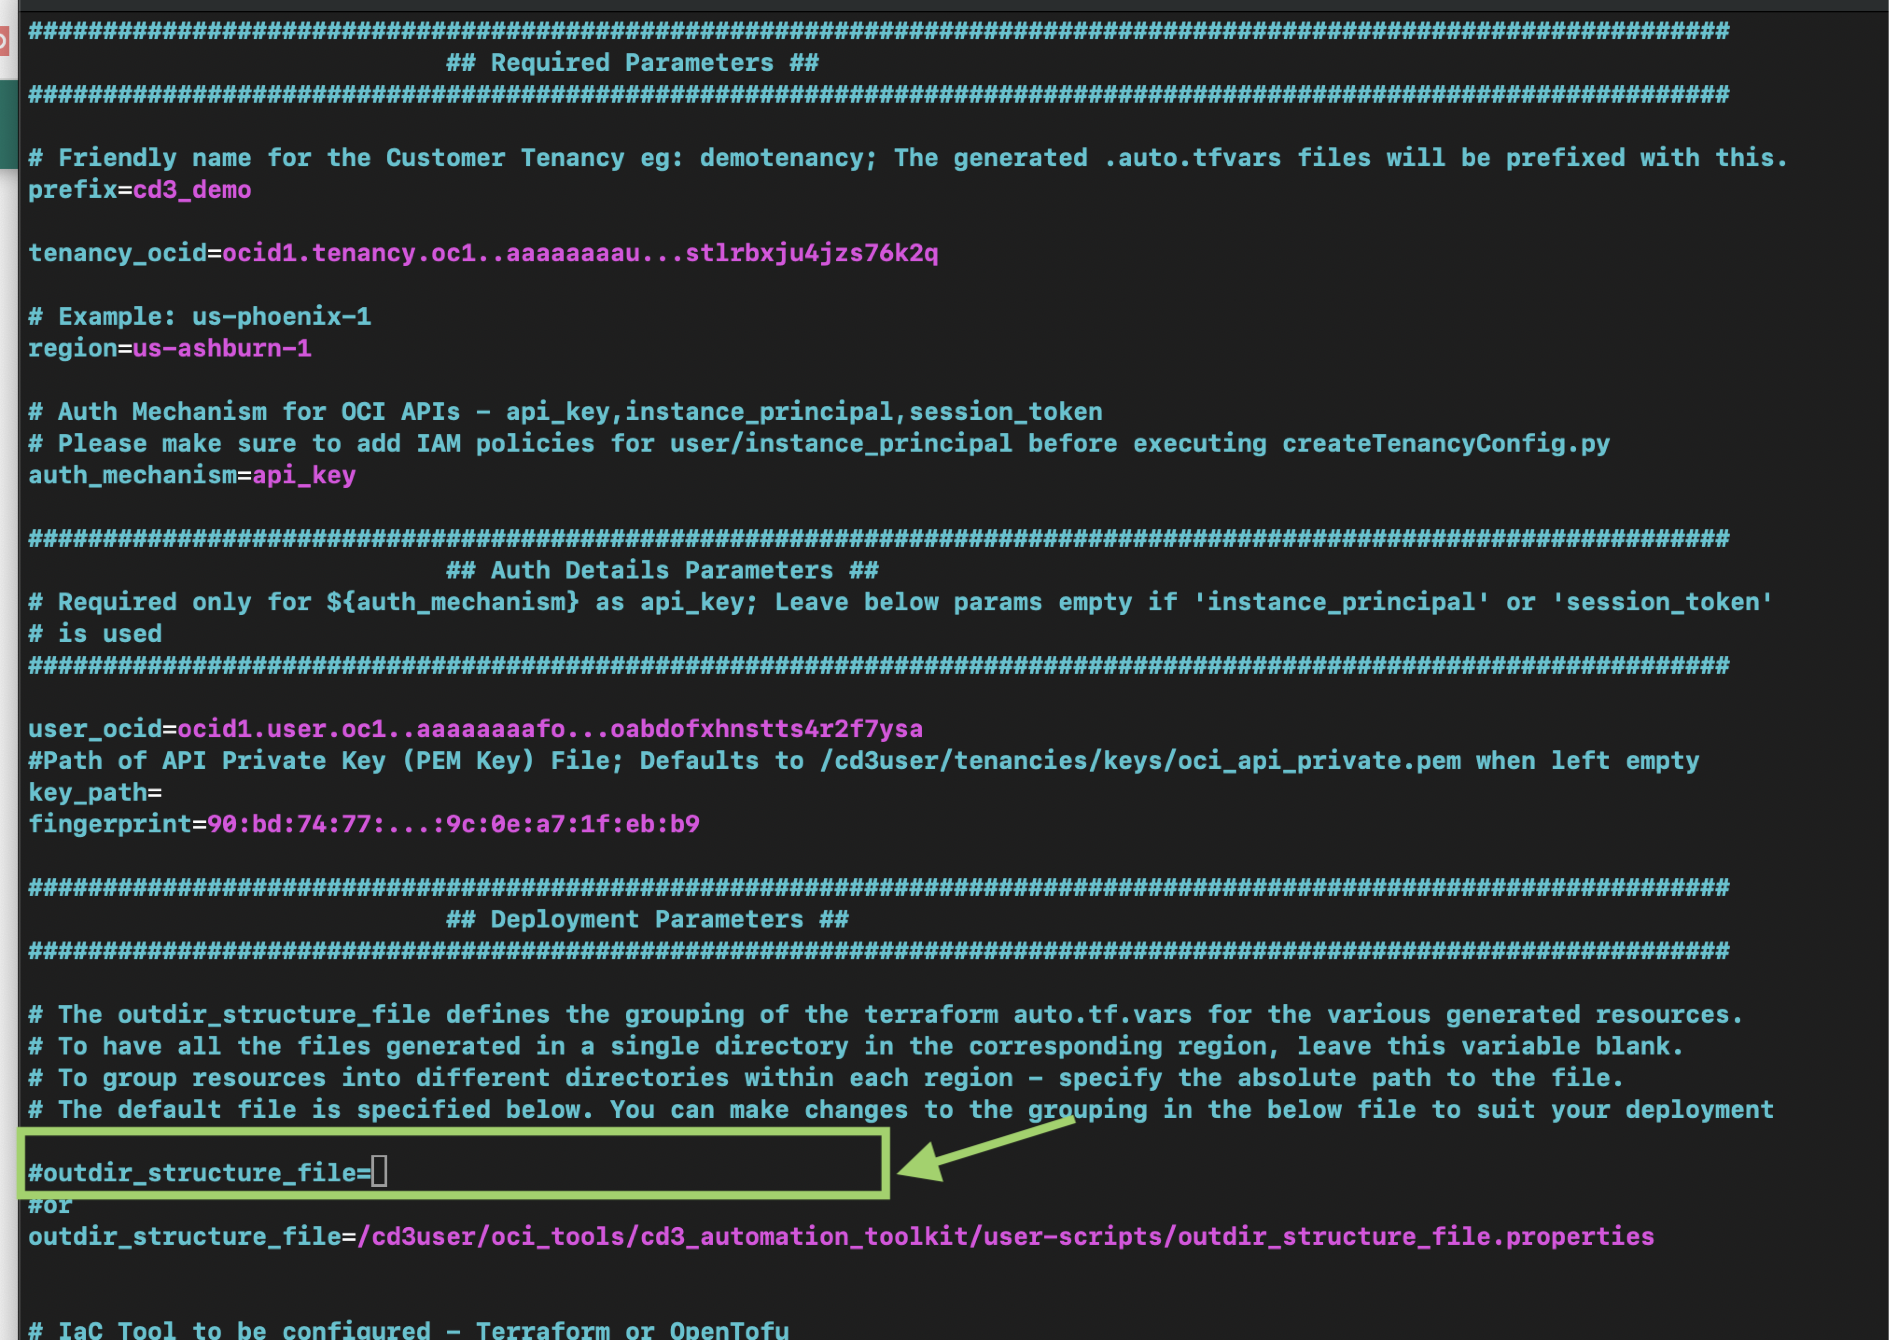 ##################################################################################################################
## Required Parameters ##
##################################################################################################################
# Friendly name for the Customer Tenancy eg: demotenancy; The generated .auto.tfvars files will be prefixed with this.
prefix=cd3_demo
tenancy_ocid=ocid1.tenancy.oc1..aaaaaaaau...stlrbxju4jzs76k2q
# Example: us-phoenix-1
region=us-ashburn-1
# Auth Mechanism for OCI APIs - api_key,instance_principal,session_token
# Please make sure to add IAM policies for user/instance_principal before executing createTenancyConfig.py
auth_mechanism=api_key
##################################################################################################################
## Auth Details Parameters ##
# Required only for ${auth_mechanism} as api_key; Leave below params empty if 'instance_principal' or 'session_token'
# is used
##################################################################################################################
user_ocid=ocid1.user.oc1..aaaaaaaafo...oabdofxhnstts4r2f7ysa
#Path of API Private Key (PEM Key) File; Defaults to /cd3user/tenancies/keys/oci_api_private.pem when left empty
key_path=
fingerprint=90:bd:74:77:...:9c:0e:a7:1f:eb:b9
##################################################################################################################
## Deployment Parameters ##
##################################################################################################################
# The outdir_structure_file defines the grouping of the terraform auto.tf.vars for the various generated resources.
# To have all the files generated in a single directory in the corresponding region, leave this variable blank.
# To group resources into different directories within each region - specify the absolute path to the file.
# The default file is specified below. You can make changes to the grouping in the below file to suit your deployment
#outdir_structure_file=
#or
outdir_structure_file=/cd3user/oci_tools/cd3_automation_toolkit/user-scripts/outdir_structure_file.properties
# IaC Tool to be configured - Terraform or OpenTofu